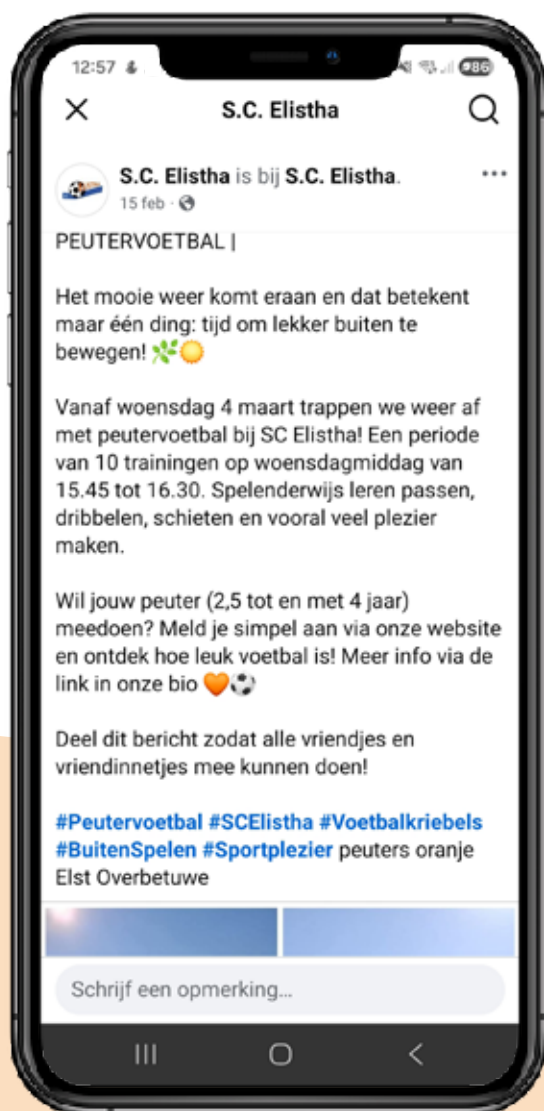 12:57
86
S.C. Elistha
S.C. Elistha is bij S.C. Elistha.
15 feb ·
PEUTERVOETBAL |
Het mooie weer komt eraan en dat betekent
maar één ding: tijd om lekker buiten te
bewegen! 🌿☀️
Vanaf woensdag 4 maart trappen we weer af
met peutervoetbal bij SC Elistha! Een periode
van 10 trainingen op woensdagmiddag van
15.45 tot 16.30. Spelenderwijs leren passen,
dribbelen, schieten en vooral veel plezier
maken.
Wil jouw peuter (2,5 tot en met 4 jaar)
meedoen? Meld je simpel aan via onze website
en ontdek hoe leuk voetbal is! Meer info via de
link in onze bio 🧡⚽
Deel dit bericht zodat alle vriendjes en
vriendinnetjes mee kunnen doen!
#Peutervoetbal #SCElistha #Voetbalkriebels
#BuitenSpelen #Sportplezier peuters oranje
Elst Overbetuwe
Schrijf een opmerking...